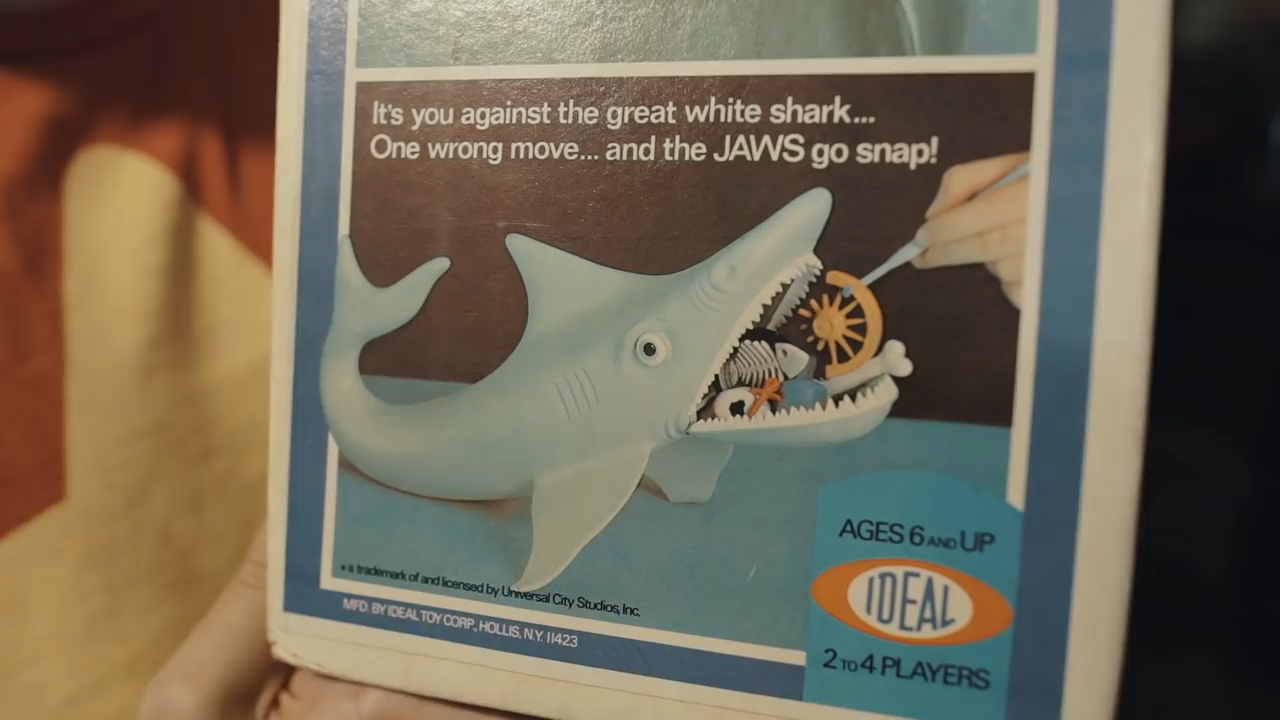 It's you against the great white shark...
One wrong move... and the JAWS go snap!
AGES 6 AND UP
IDEAL
2 TO 4 PLAYERS
* a trademark of and licensed by Universal City Studios, Inc.
MFD. BY IDEAL TOY CORP., HOLLIS, N.Y. 11423